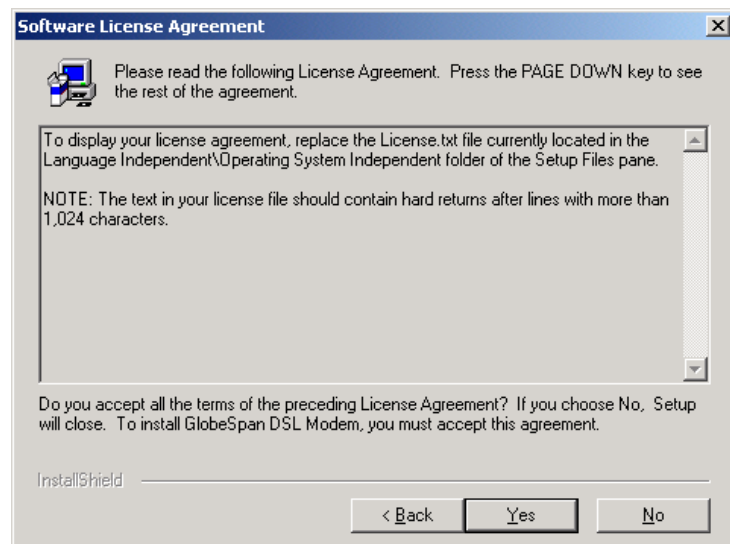 Software License Agreement
Please read the following License Agreement.  Press the PAGE DOWN key to see
the rest of the agreement.
To display your license agreement, replace the License.txt file currently located in the
Language Independent\Operating System Independent folder of the Setup Files pane.
NOTE: The text in your license file should contain hard returns after lines with more than
1,024 characters.
Do you accept all the terms of the preceding License Agreement?  If you choose No,  Setup
will close.  To install GlobeSpan DSL Modem, you must accept this agreement.
InstallShield
< Back
Yes
No